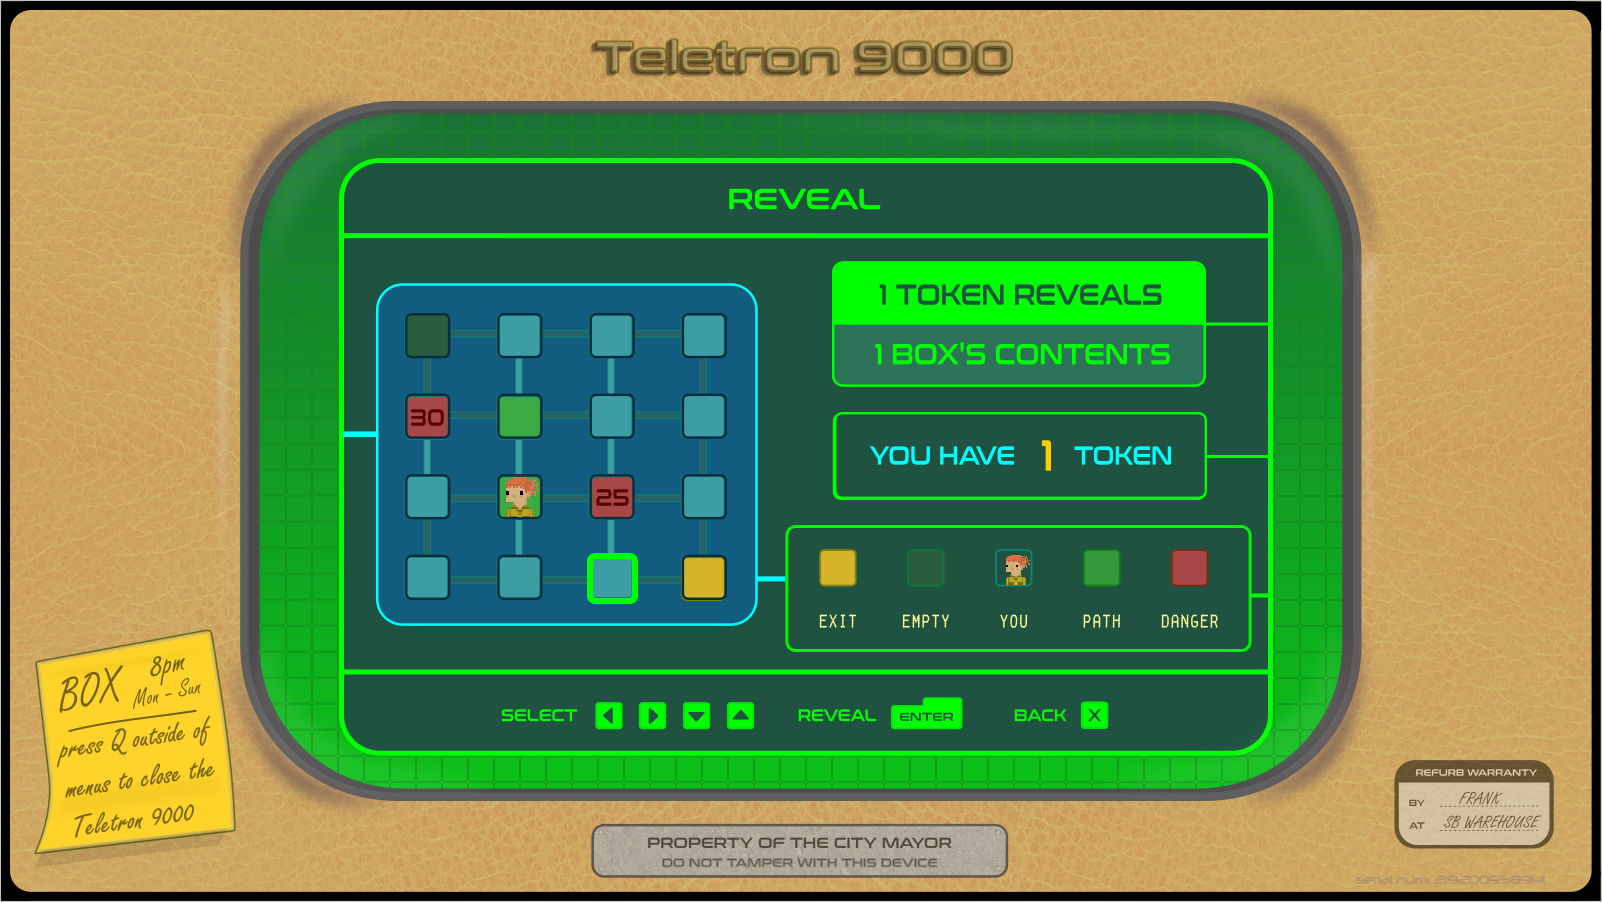 Teletron 9000
REVEAL
1 TOKEN REVEALS
1 BOX'S CONTENTS
30
YOU HAVE 1 TOKEN
25
EXIT EMPTY YOU PATH DANGER
SELECT REVEAL ENTER BACK X
BOX 8pm
Mon - Sun
press Q outside of
menus to close the
Teletron 9000
PROPERTY OF THE CITY MAYOR
DO NOT TAMPER WITH THIS DEVICE
REFURB WARRANTY
BY FRANK
AT SB WAREHOUSE
serial num: